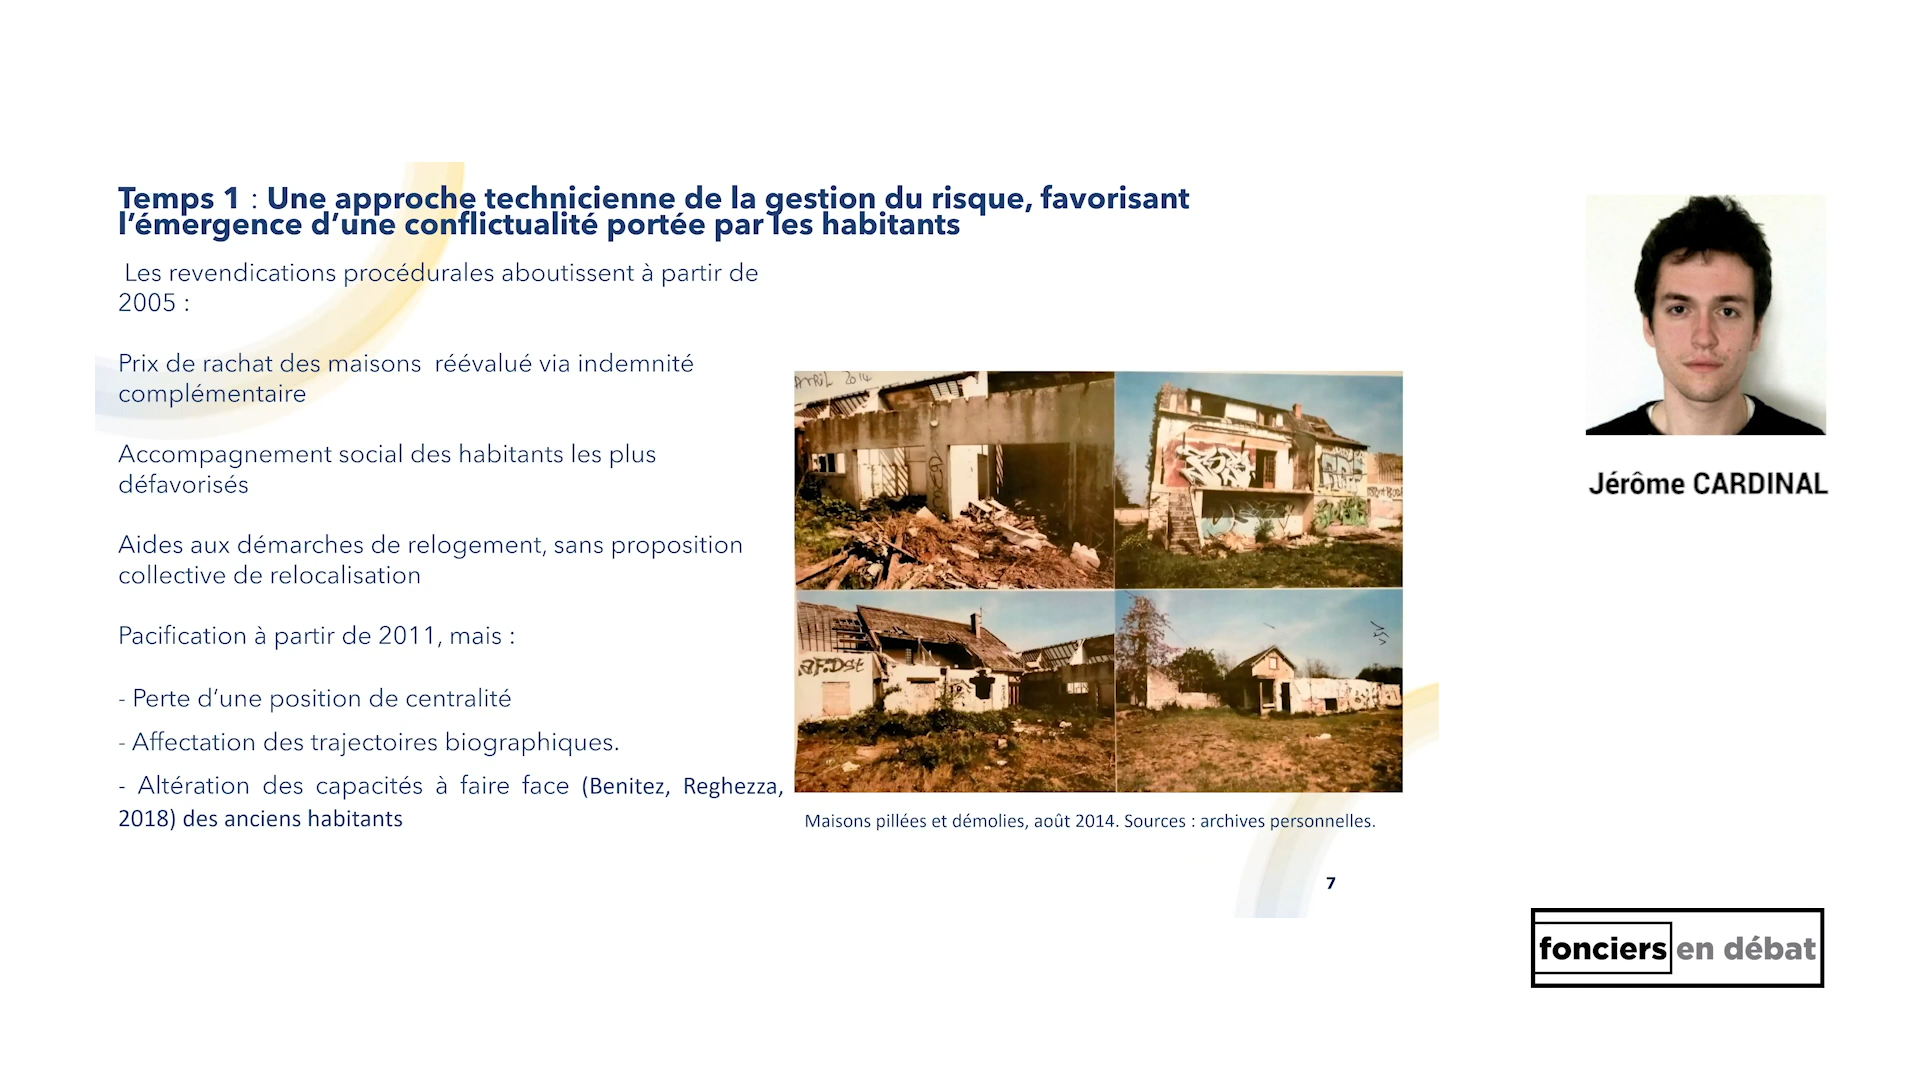 Temps 1 : Une approche technicienne de la gestion du risque, favorisant
l’émergence d’une conflictualité portée par les habitants
Les revendications procédurales aboutissent à partir de
2005 :
Prix de rachat des maisons réévalué via indemnité
complémentaire
Accompagnement social des habitants les plus
défavorisés
Aides aux démarches de relogement, sans proposition
collective de relocalisation
Pacification à partir de 2011, mais :
- Perte d’une position de centralité
- Affectation des trajectoires biographiques.
- Altération des capacités à faire face (Benitez, Reghezza,
2018) des anciens habitants
Avril 2014
Maisons pillées et démolies, août 2014. Sources : archives personnelles.
7
Jérôme CARDINAL
fonciers en débat